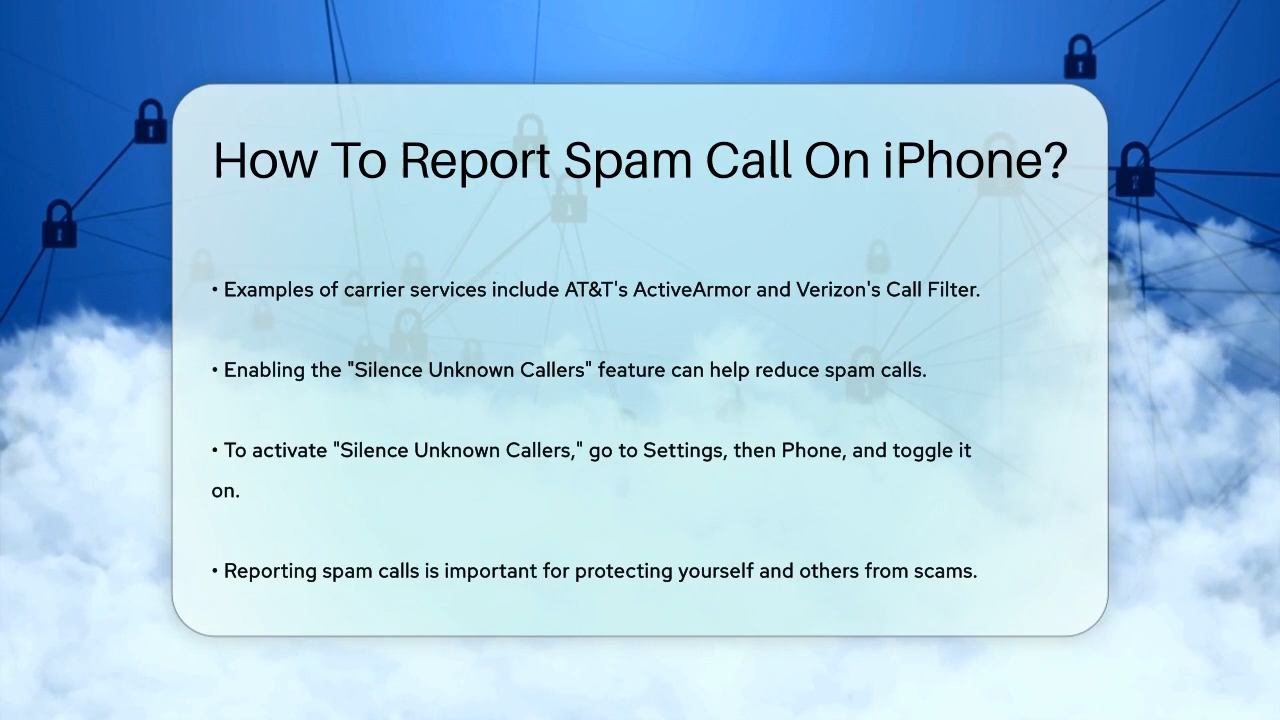 How To Report Spam Call On iPhone?
• Examples of carrier services include AT&T's ActiveArmor and Verizon's Call Filter.
• Enabling the "Silence Unknown Callers" feature can help reduce spam calls.
• To activate "Silence Unknown Callers," go to Settings, then Phone, and toggle it
on.
• Reporting spam calls is important for protecting yourself and others from scams.